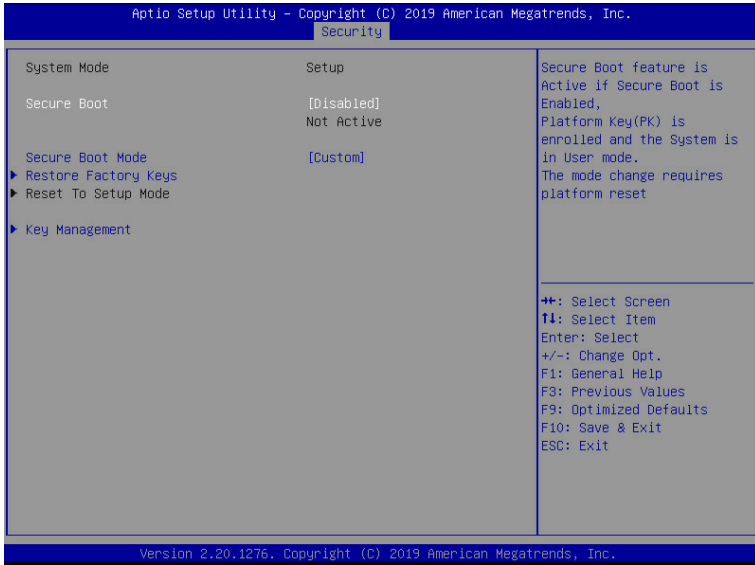 Aptio Setup Utility – Copyright (C) 2019 American Megatrends, Inc.
Security
System Mode Setup
Secure Boot [Disabled]
Not Active
Secure Boot Mode [Custom]
Restore Factory Keys
Reset To Setup Mode
Key Management
Secure Boot feature is
Active if Secure Boot is
Enabled,
Platform Key(PK) is
enrolled and the System is
in User mode.
The mode change requires
platform reset
→←: Select Screen
↑↓: Select Item
Enter: Select
+/-: Change Opt.
F1: General Help
F3: Previous Values
F9: Optimized Defaults
F10: Save & Exit
ESC: Exit
Version 2.20.1276. Copyright (C) 2019 American Megatrends, Inc.